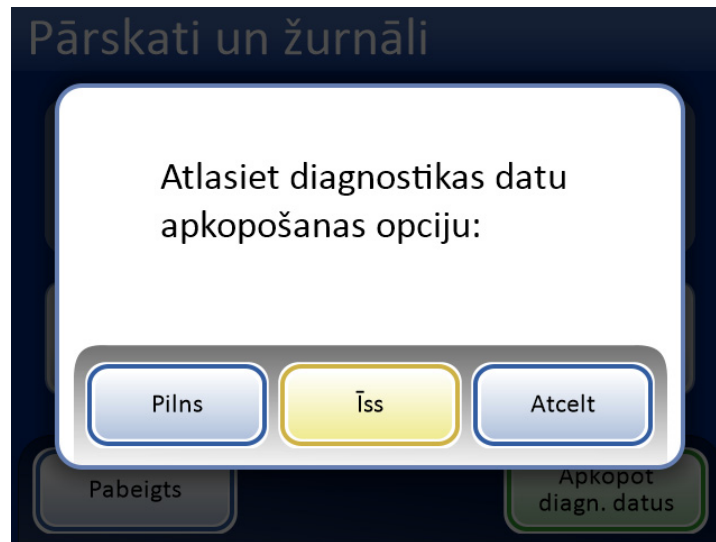 Pārskati un žurnāli
Atlasiet diagnostikas datu
apkopošanas opciju:
Pilns
Īss
Atcelt
Pabeigts
Apkopot
diagn. datus